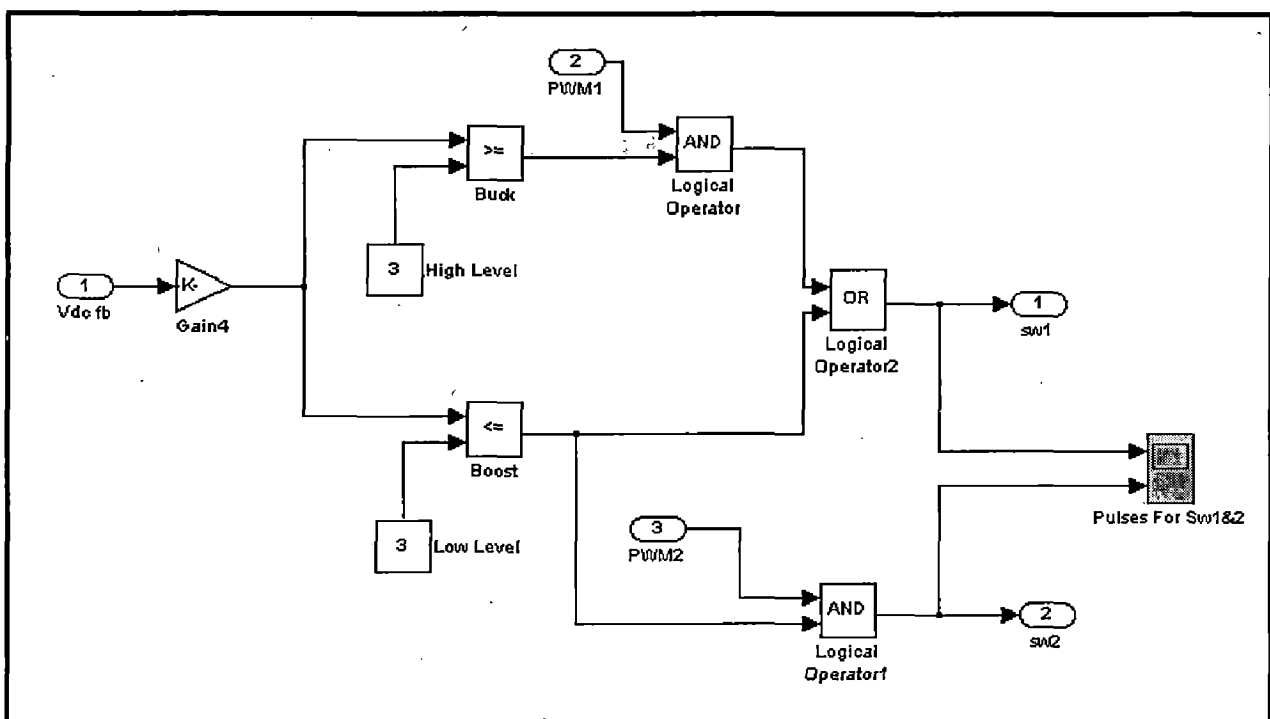 2
PWM1
>=
Buck
AND
Logical
Operator
3
High Level
1
Vdc fb
K
Gain4
OR
Logical
Operator2
1
sw1
<=
Boost
3
Low Level
3
PWM2
Pulses For Sw1&2
AND
Logical
Operator1
2
sw2